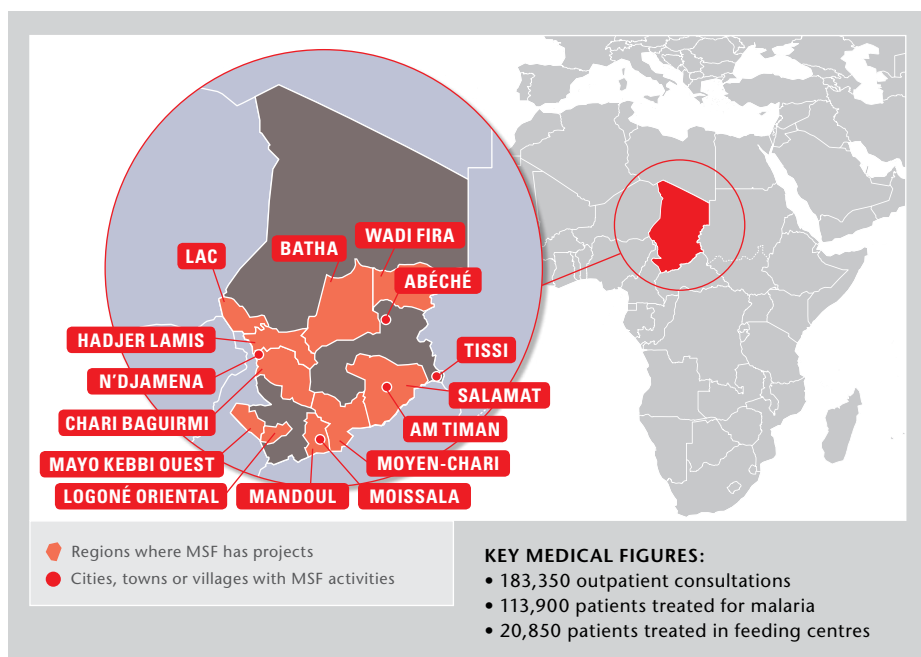 WADI FIRA
BATHA
LAC
ABÉCHÉ
HADJER LAMIS
TISSI
N'DJAMENA
SALAMAT
CHARI BAGUIRMI
AM TIMAN
MAYO KEBBI OUEST
MOYEN-CHARI
LOGONÉ ORIENTAL
MANDOUL
MOISSALA
Regions where MSF has projects
Cities, towns or villages with MSF activities
KEY MEDICAL FIGURES:
• 183,350 outpatient consultations
• 113,900 patients treated for malaria
• 20,850 patients treated in feeding centres